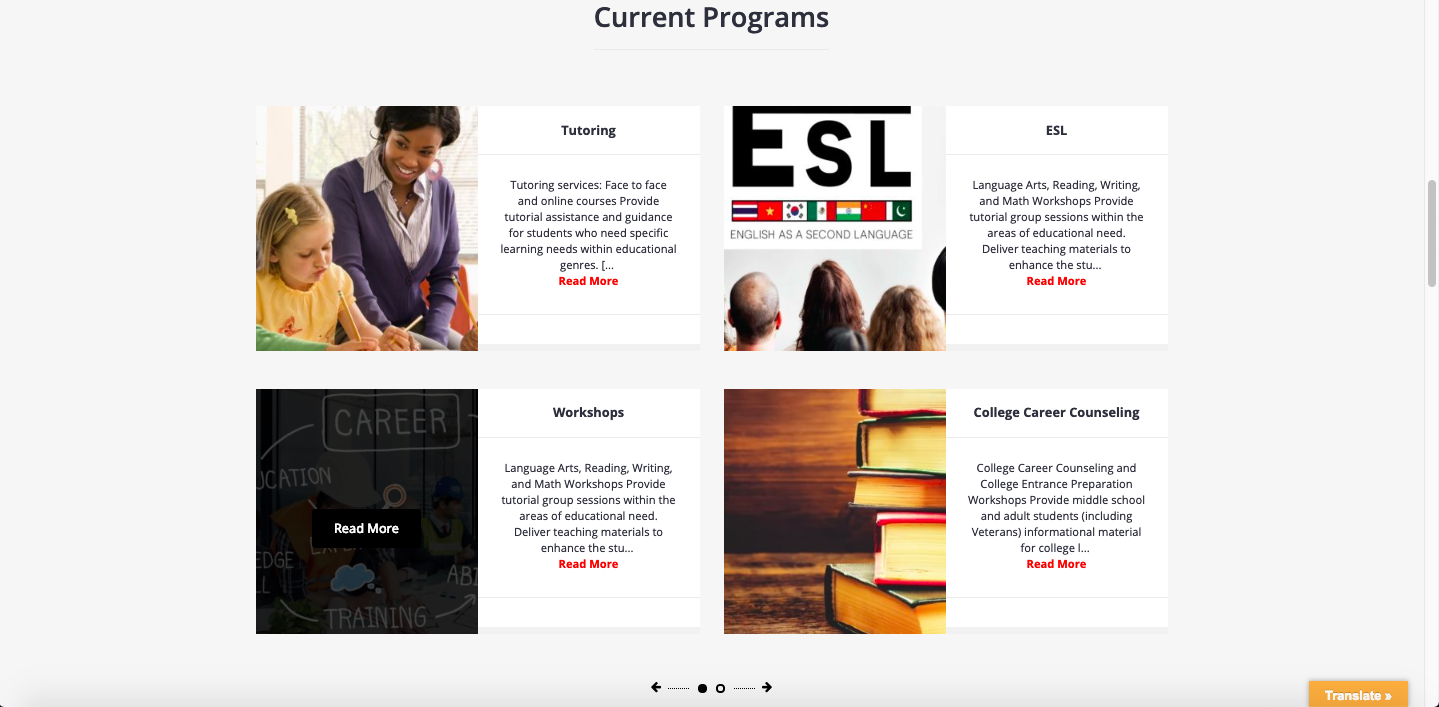 Current Programs
Tutoring
Tutoring services: Face to face
and online courses Provide
tutorial assistance and guidance
for students who need specific
learning needs within educational
genres. [...
Read More
ESL
ENGLISH AS A SECOND LANGUAGE
ESL
Language Arts, Reading, Writing,
and Math Workshops Provide
tutorial group sessions within the
areas of educational need.
Deliver teaching materials to
enhance the stu...
Read More
CAREER
Read More
TRAINING
Workshops
Language Arts, Reading, Writing,
and Math Workshops Provide
tutorial group sessions within the
areas of educational need.
Deliver teaching materials to
enhance the stu...
Read More
College Career Counseling
College Career Counseling and
College Entrance Preparation
Workshops Provide middle school
and adult students (including
Veterans) informational material
for college l...
Read More
Translate »